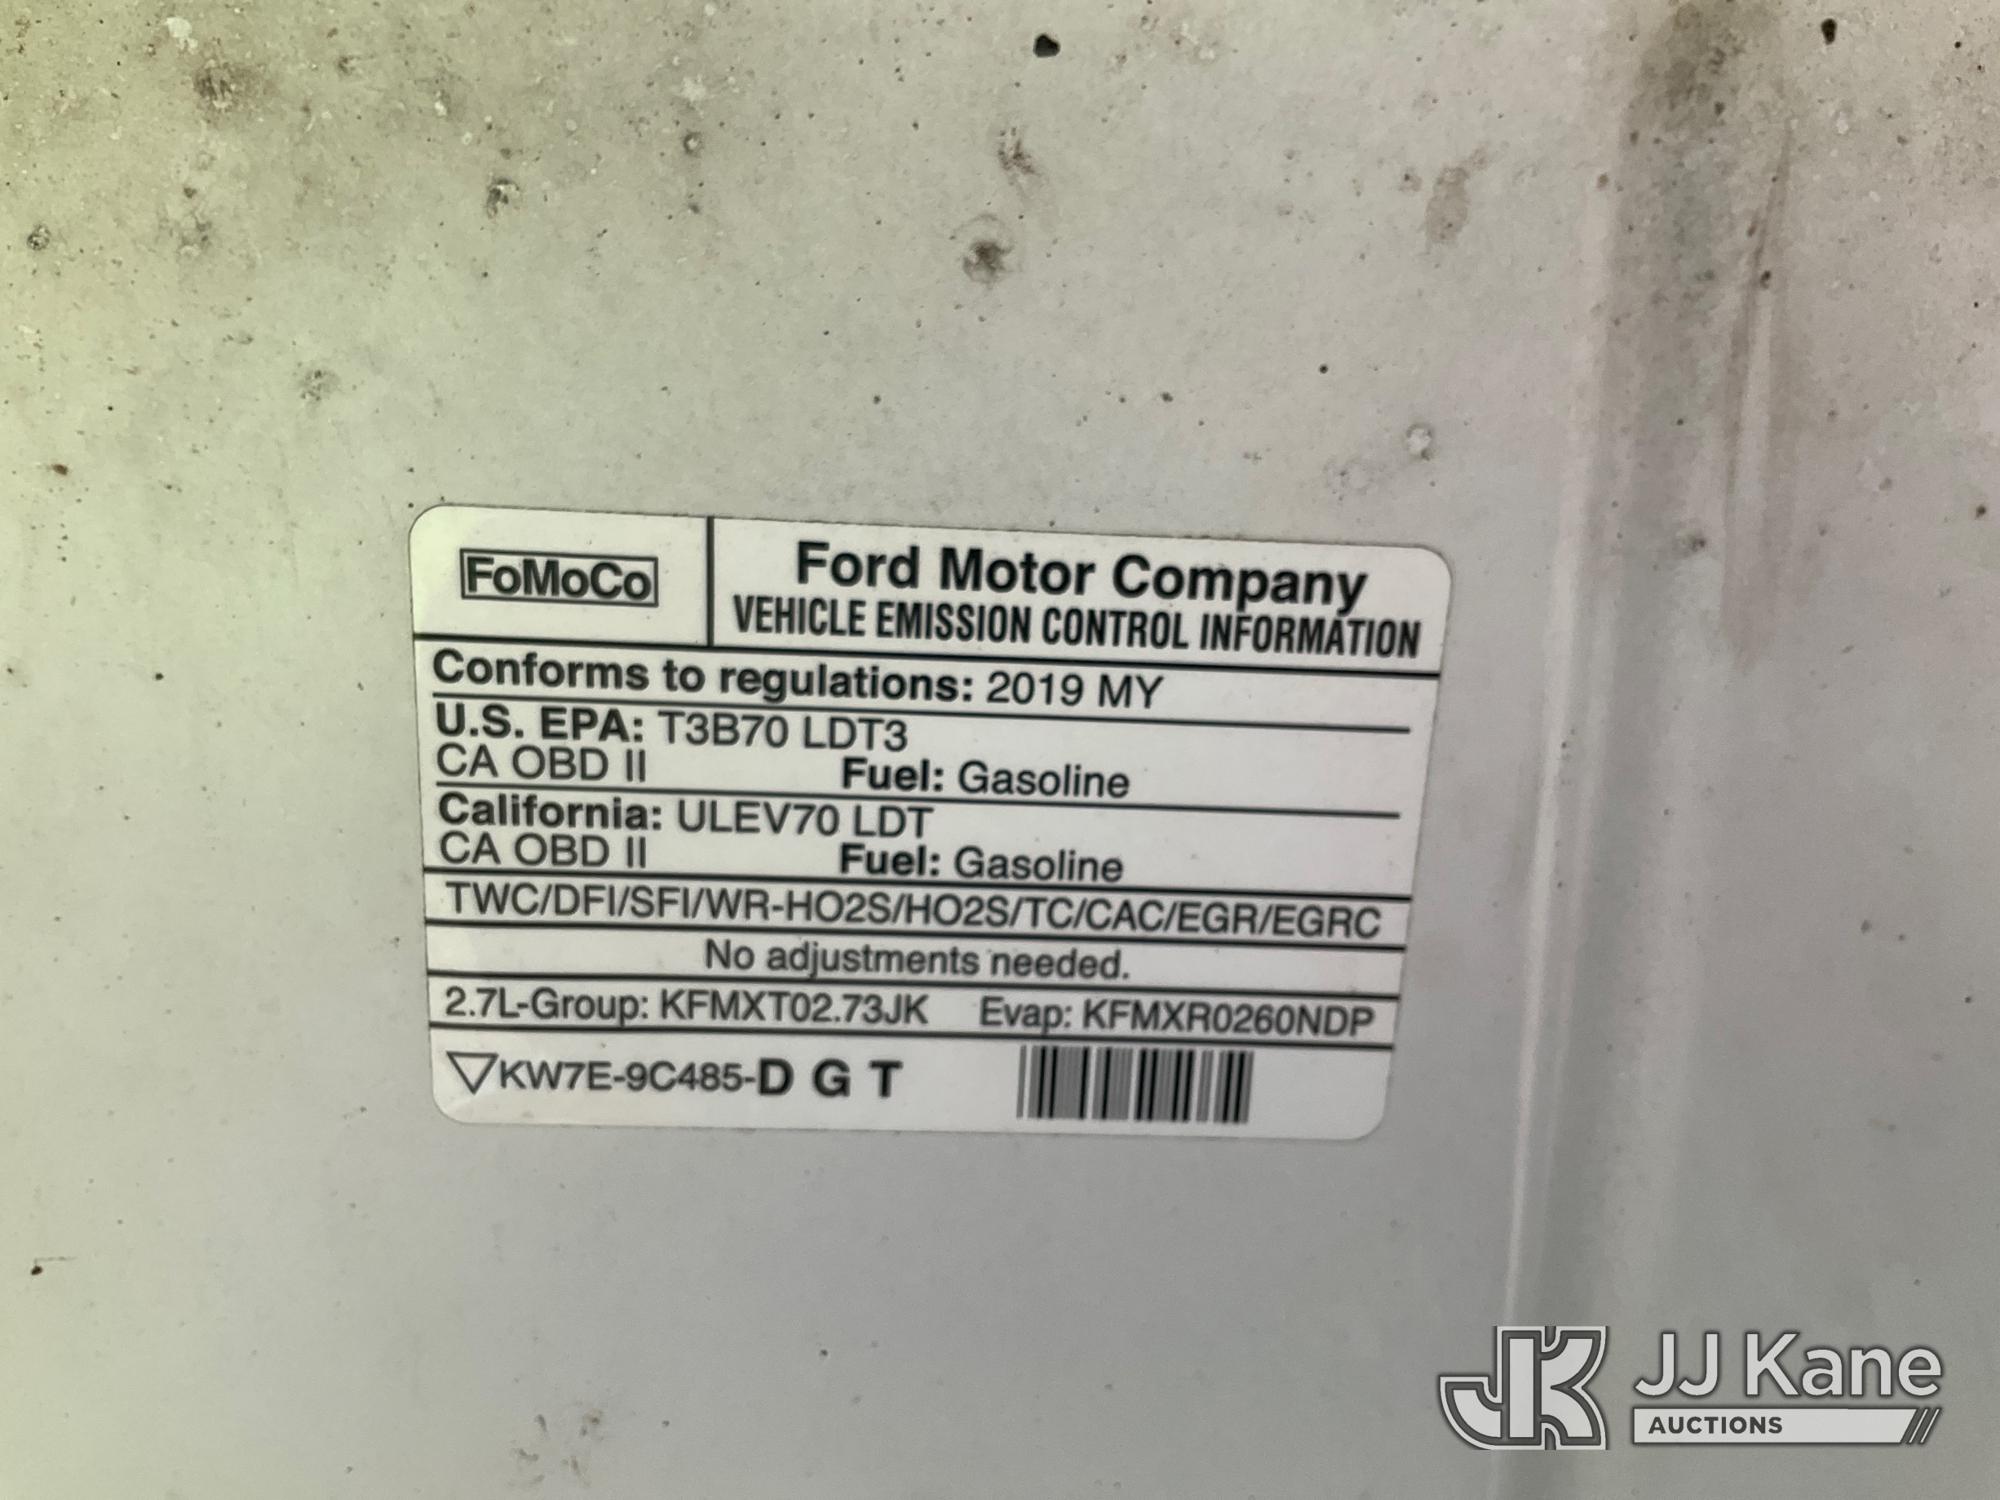 FoMoCo
Ford Motor Company
VEHICLE EMISSION CONTROL INFORMATION
Conforms to regulations: 2019 MY
U.S. EPA: T3B70 LDT3
CA OBD II Fuel: Gasoline
California: ULEV70 LDT
CA OBD II Fuel: Gasoline
TWC/DFI/SFI/WR-HO2S/HO2S/TC/CAC/EGR/EGRC
No adjustments needed.
2.7L-Group: KFMXT02.73JK Evap: KFMXR0260NDP
KW7E-9C485-D G T
JK JJ Kane
AUCTIONS